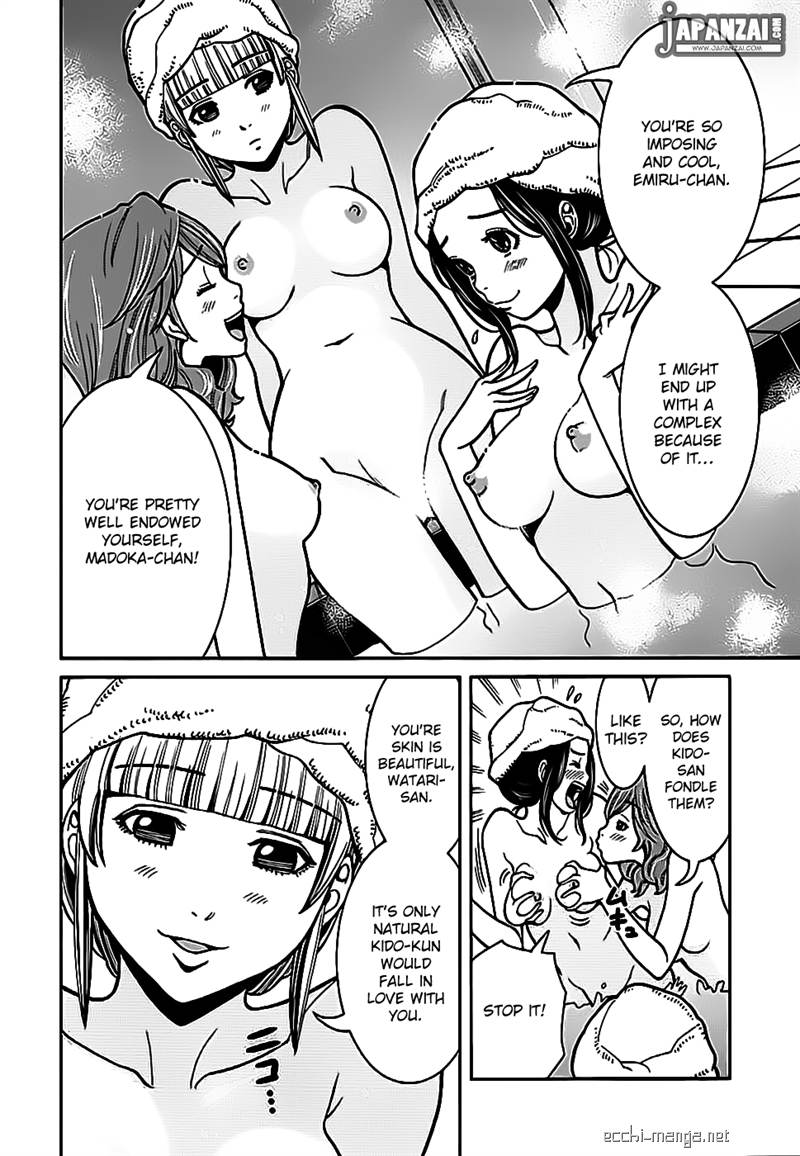 JAPANZAI.COM
WWW.JAPANZAI.COM
YOU'RE SO
IMPOSING
AND COOL,
EMIRU-CHAN.
I MIGHT
END UP
WITH A
COMPLEX
BECAUSE
OF IT...
YOU'RE PRETTY
WELL ENDOWED
YOURSELF,
MADOKA-CHAN!
SO, HOW
DOES
KIDO-
SAN
FONDLE
THEM?
LIKE
THIS?
ムギュ
STOP IT!
YOU'RE
SKIN IS
BEAUTIFUL,
WATARI-
SAN.
IT'S ONLY
NATURAL
KIDO-KUN
WOULD
FALL IN
LOVE WITH
YOU.
ニコ…
ecchi-manga.net